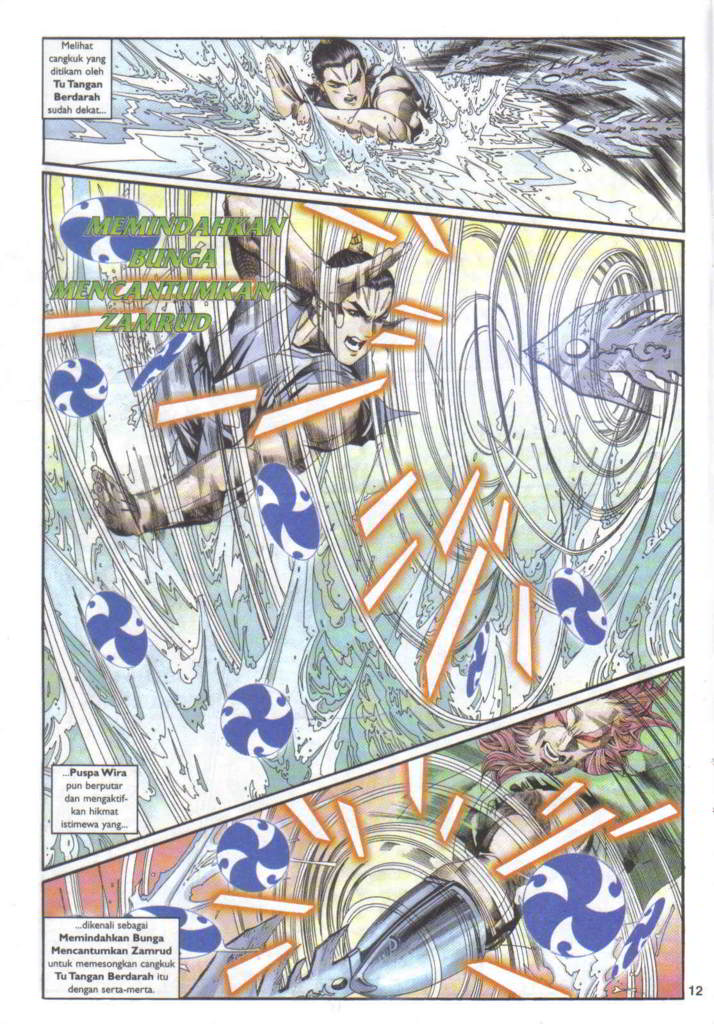 Melihat
cangkuk yang
ditikam oleh
Tu Tangan
Berdarah
sudah dekat...
MEMINDAHKAN
BUNGA
MENCANTUMKAN
ZAMRUD
...Puspa Wira
pun berputar
dan mengaktif-
kan hikmat
istimewa yang...
...dikenali sebagai
Memindahkan Bunga
Mencantumkan Zamrud
untuk memesongkan cangkuk
Tu Tangan Berdarah itu
dengan serta-merta.
12